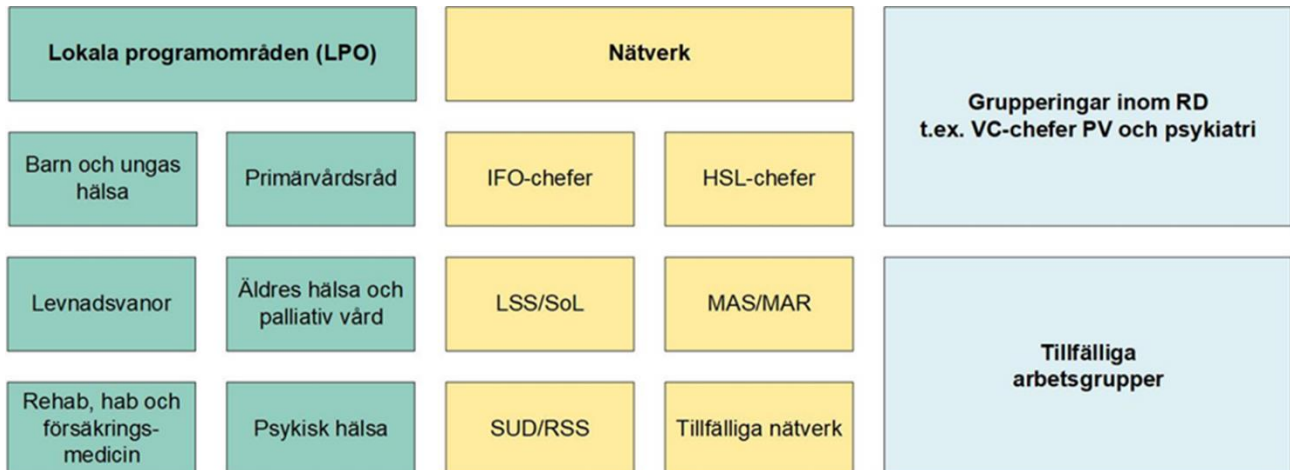 Lokala programområden (LPO)
Nätverk
Grupperingar inom RD
t.ex. VC-chefer PV och psykiatri
Barn och ungas
hälsa
Primärvårdsråd
IFO-chefer
HSL-chefer
Levnadsvanor
Äldres hälsa och
palliativ vård
LSS/SoL
MAS/MAR
Tillfälliga
arbetsgrupper
Rehab, hab och
försäkrings-
medicin
Psykisk hälsa
SUD/RSS
Tillfälliga nätverk